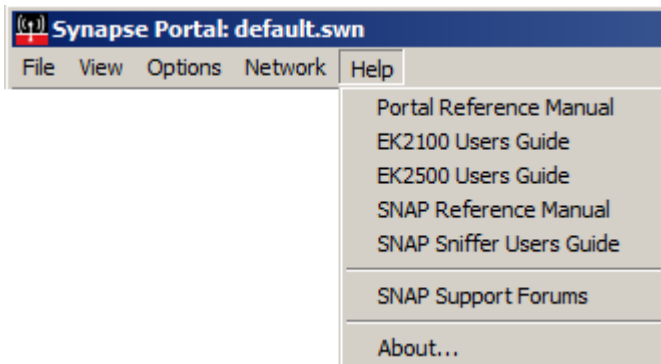 Synapse Portal: default.swn
File View Options Network Help
Portal Reference Manual
EK2100 Users Guide
EK2500 Users Guide
SNAP Reference Manual
SNAP Sniffer Users Guide
SNAP Support Forums
About...